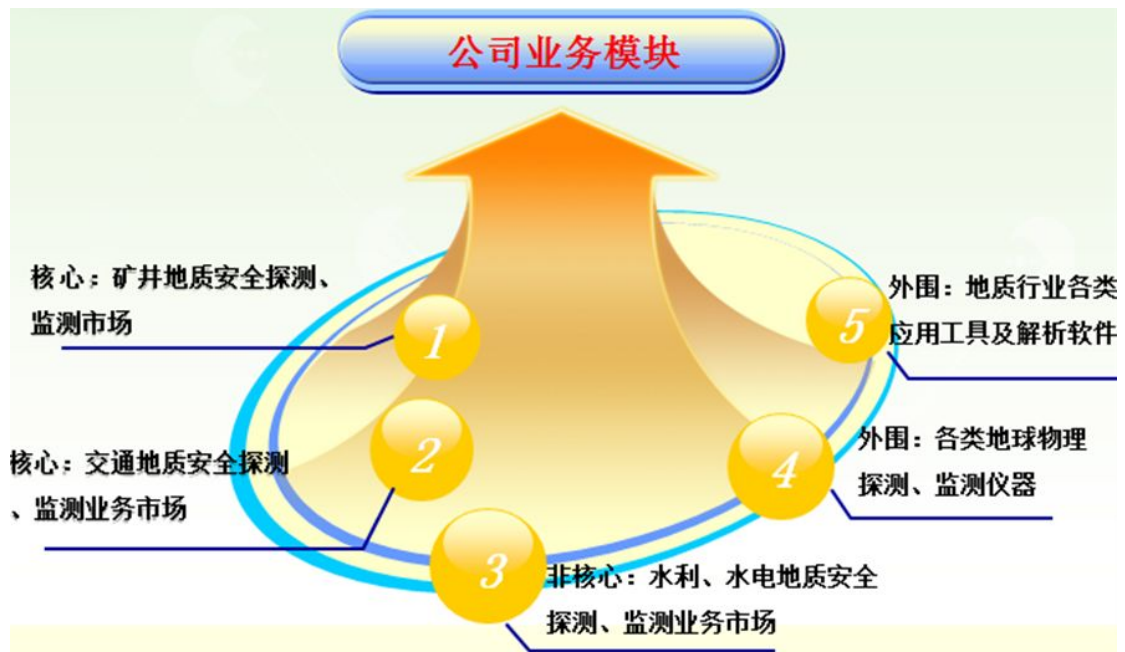 公司业务模块
核心：矿井地质安全探测、
监测市场
1
核心：交通地质安全探测
、监测业务市场
2
3
非核心：水利、水电地质安全
探测、监测业务市场
4
外围：各类地球物理
探测、监测仪器
5
外围：地质行业各类
应用工具及解析软件